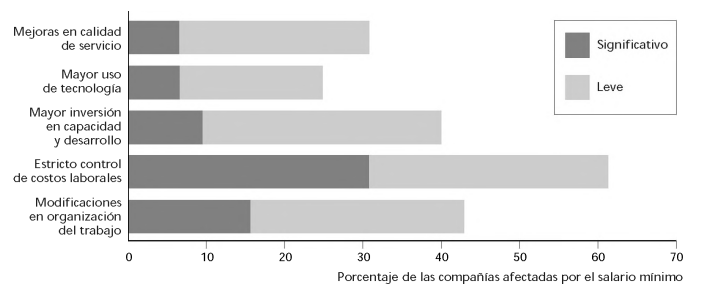 Mejoras en calidad
de servicio
Mayor uso
de tecnología
Mayor inversión
en capacidad
y desarrollo
Estricto control
de costos laborales
Modificaciones
en organización
del trabajo
Significativo
Leve
0 10 20 30 40 50 60 70
Porcentaje de las compañías afectadas por el salario mínimo